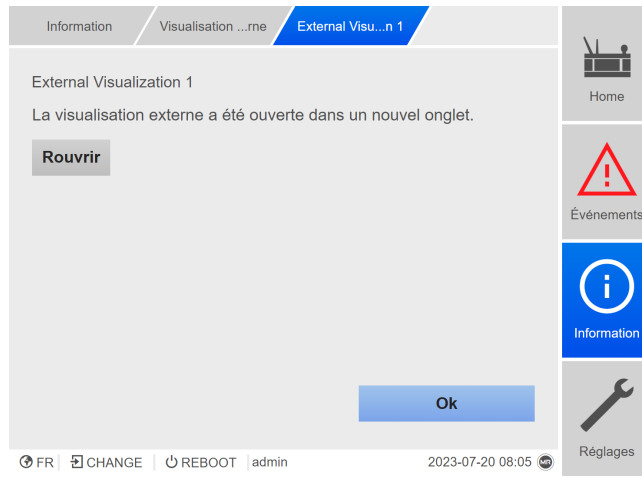 Information
Visualisation ...rne
External Visu...n 1
External Visualization 1
La visualisation externe a été ouverte dans un nouvel onglet.
Rouvrir
Ok
Home
Événements
Information
Réglages
FR CHANGE REBOOT admin 2023-07-20 08:05 MR